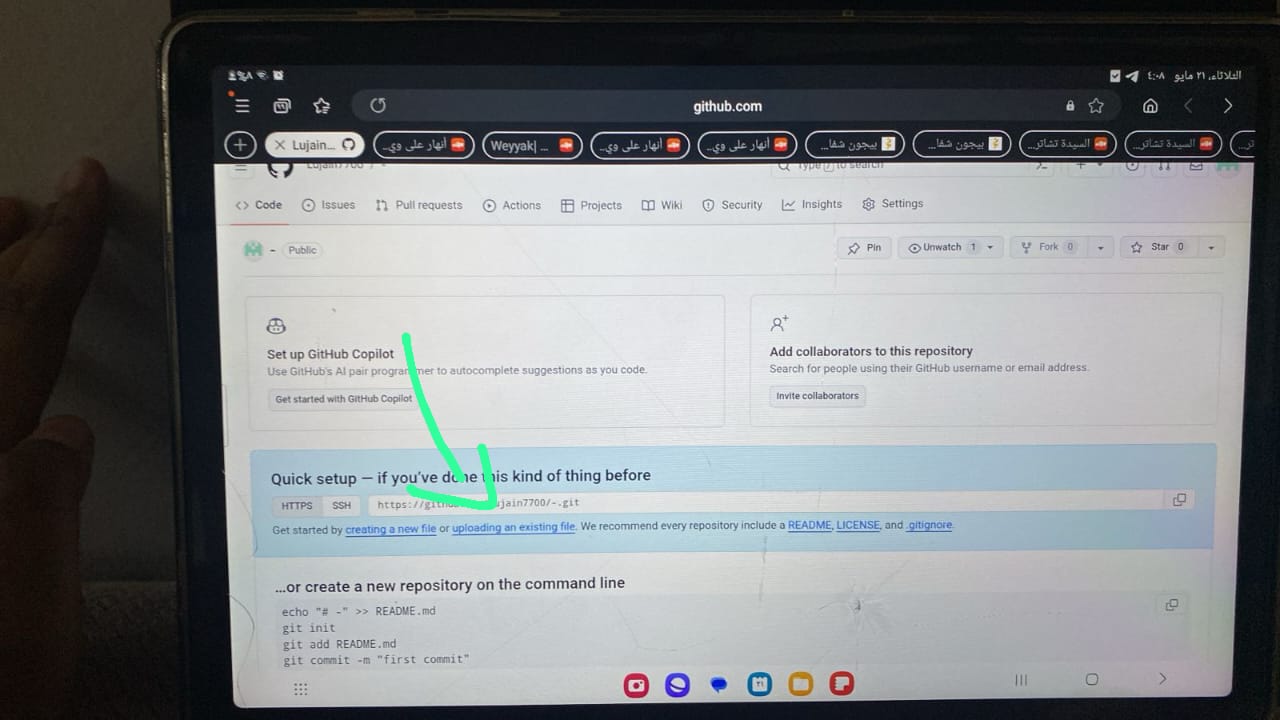 ٨% الثلاثاء، ٢١ مايو ٤:٠٨
github.com
Lujain... أنهار على وي... Weyyak| ... أنهار على وي... أنهار على وي... بيجون شفا... بيجون شفا... السيدة تشاتر... السيدة تشاتر...
Lujain7700 / - Type / to search
Code Issues Pull requests Actions Projects Wiki Security Insights Settings
- Public Pin Unwatch 1 Fork 0 Star 0
Set up GitHub Copilot
Use GitHub's AI pair programmer to autocomplete suggestions as you code.
Get started with GitHub Copilot
Add collaborators to this repository
Search for people using their GitHub username or email address.
Invite collaborators
Quick setup — if you've done this kind of thing before
HTTPS SSH https://github ujain7700/-.git
Get started by creating a new file or uploading an existing file. We recommend every repository include a README, LICENSE, and .gitignore.
...or create a new repository on the command line
echo "# -" >> README.md
git init
git add README.md
git commit -m "first commit"